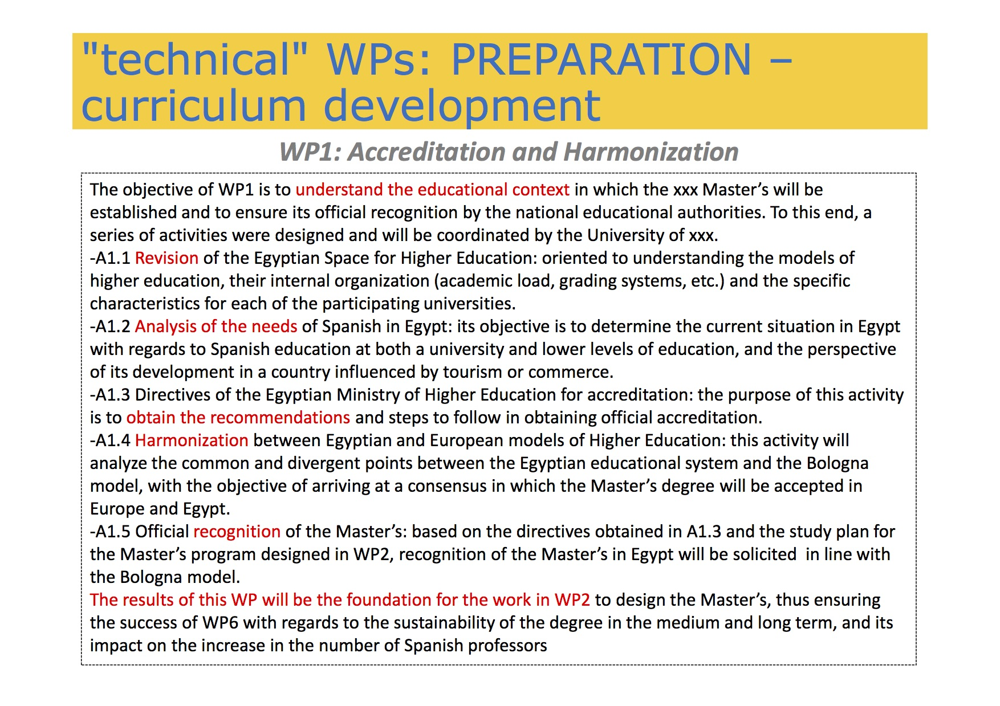 "technical" WPs: PREPARATION –
curriculum development
WP1: Accreditation and Harmonization
The objective of WP1 is to understand the educational context in which the xxx Master’s will be
established and to ensure its official recognition by the national educational authorities. To this end, a
series of activities were designed and will be coordinated by the University of xxx.
-A1.1 Revision of the Egyptian Space for Higher Education: oriented to understanding the models of
higher education, their internal organization (academic load, grading systems, etc.) and the specific
characteristics for each of the participating universities.
-A1.2 Analysis of the needs of Spanish in Egypt: its objective is to determine the current situation in Egypt
with regards to Spanish education at both a university and lower levels of education, and the perspective
of its development in a country influenced by tourism or commerce.
-A1.3 Directives of the Egyptian Ministry of Higher Education for accreditation: the purpose of this activity
is to obtain the recommendations and steps to follow in obtaining official accreditation.
-A1.4 Harmonization between Egyptian and European models of Higher Education: this activity will
analyze the common and divergent points between the Egyptian educational system and the Bologna
model, with the objective of arriving at a consensus in which the Master’s degree will be accepted in
Europe and Egypt.
-A1.5 Official recognition of the Master’s: based on the directives obtained in A1.3 and the study plan for
the Master’s program designed in WP2, recognition of the Master’s in Egypt will be solicited  in line with
the Bologna model.
The results of this WP will be the foundation for the work in WP2 to design the Master’s, thus ensuring
the success of WP6 with regards to the sustainability of the degree in the medium and long term, and its
impact on the increase in the number of Spanish professors